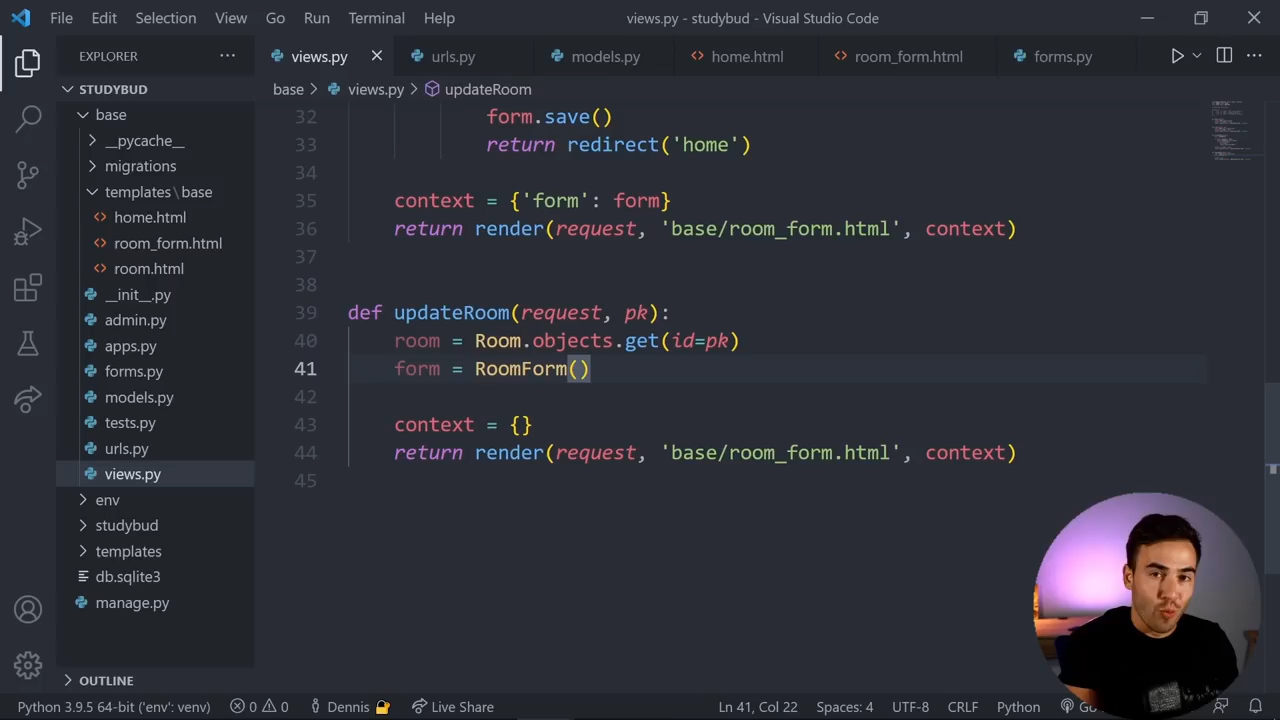 File Edit Selection View Go Run Terminal Help
views.py - studybud - Visual Studio Code
EXPLORER
views.py
urls.py
models.py
home.html
room_form.html
forms.py
base > views.py > updateRoom
STUDYBUD
base
__pycache__
migrations
templates\base
home.html
room_form.html
room.html
__init__.py
admin.py
apps.py
forms.py
models.py
tests.py
urls.py
views.py
env
studybud
templates
db.sqlite3
manage.py
OUTLINE
32 form.save()
33 return redirect('home')
34
35 context = {'form': form}
36 return render(request, 'base/room_form.html', context)
37
38
39 def updateRoom(request, pk):
40 room = Room.objects.get(id=pk)
41 form = RoomForm()
42
43 context = {}
44 return render(request, 'base/room_form.html', context)
45
Python 3.9.5 64-bit ('env': venv) 0 0 Dennis Live Share Ln 41, Col 22 Spaces: 4 UTF-8 CRLF Python Go